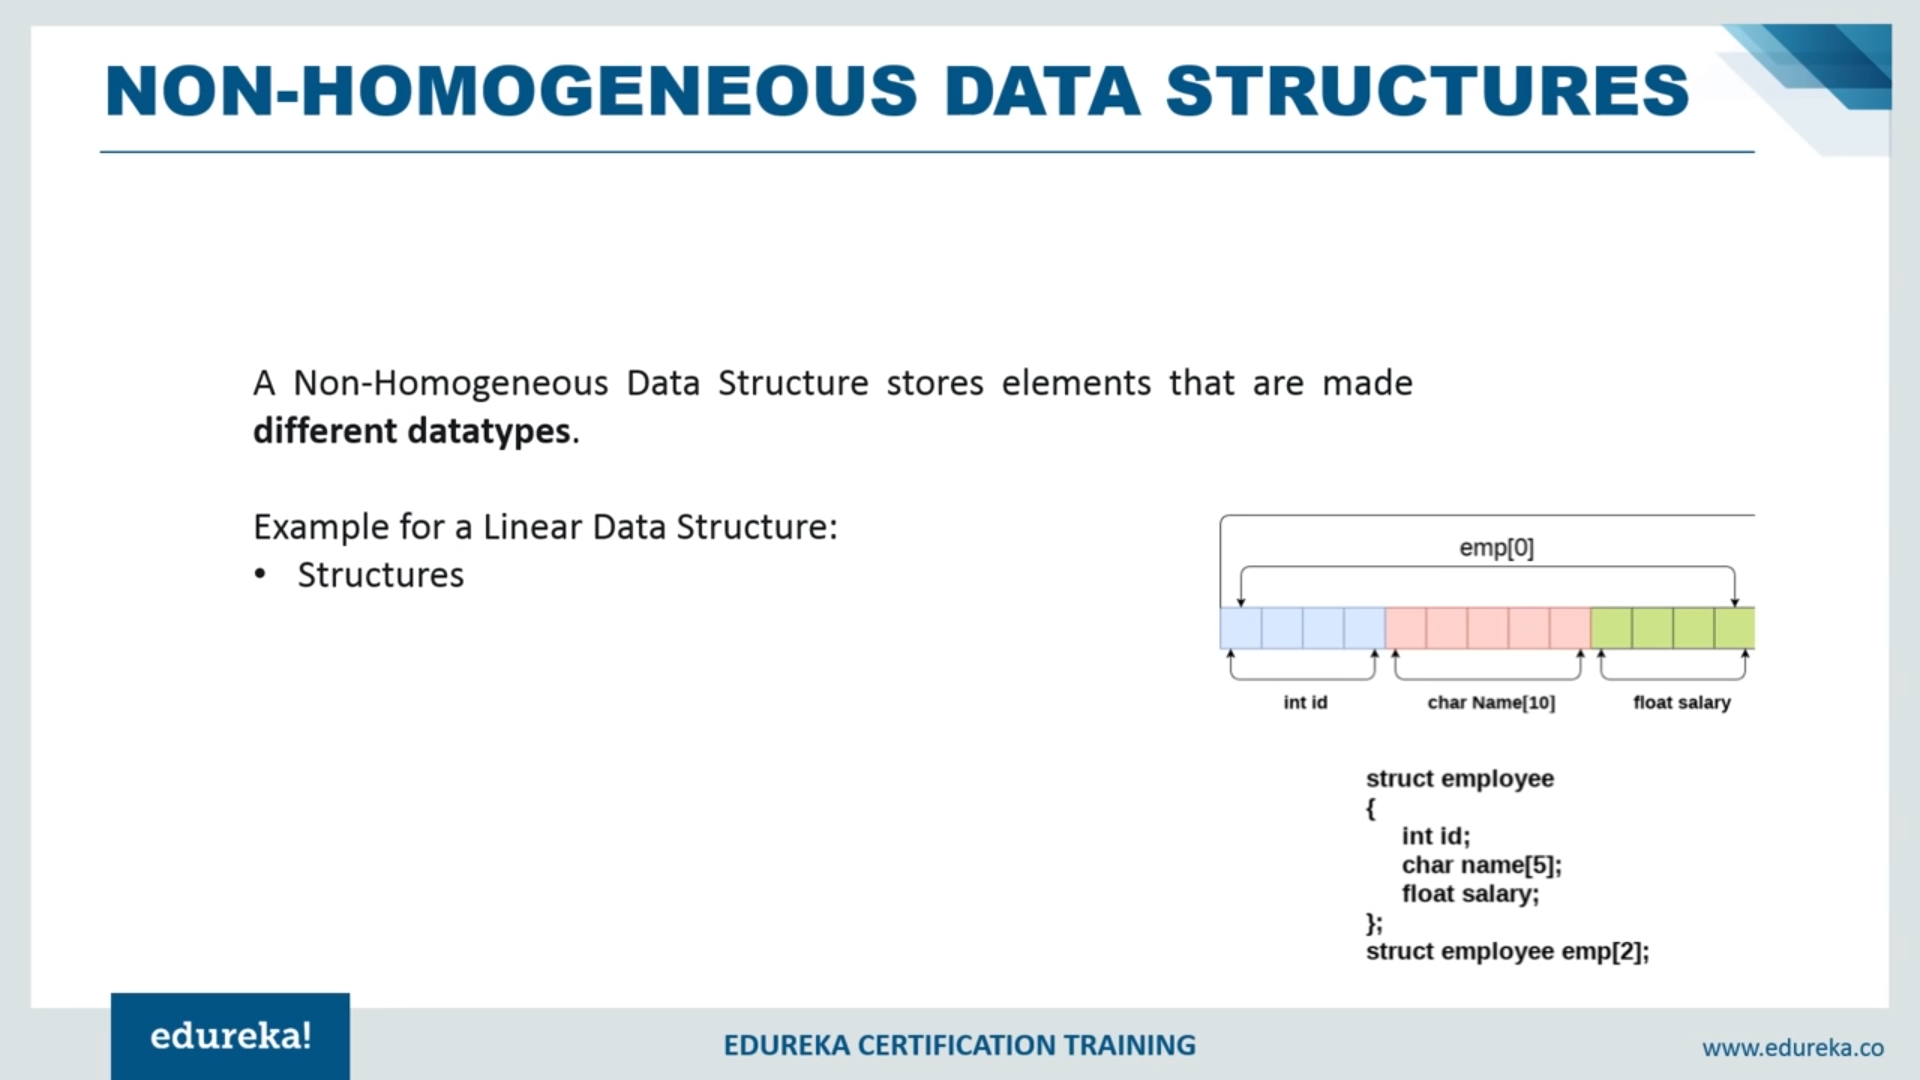 NON-HOMOGENEOUS DATA STRUCTURES
A Non-Homogeneous Data Structure stores elements that are made
different datatypes.
Example for a Linear Data Structure:
• Structures
emp[0]
int id
char Name[10]
float salary
struct employee
{
int id;
char name[5];
float salary;
};
struct employee emp[2];
edureka!
EDUREKA CERTIFICATION TRAINING
www.edureka.co